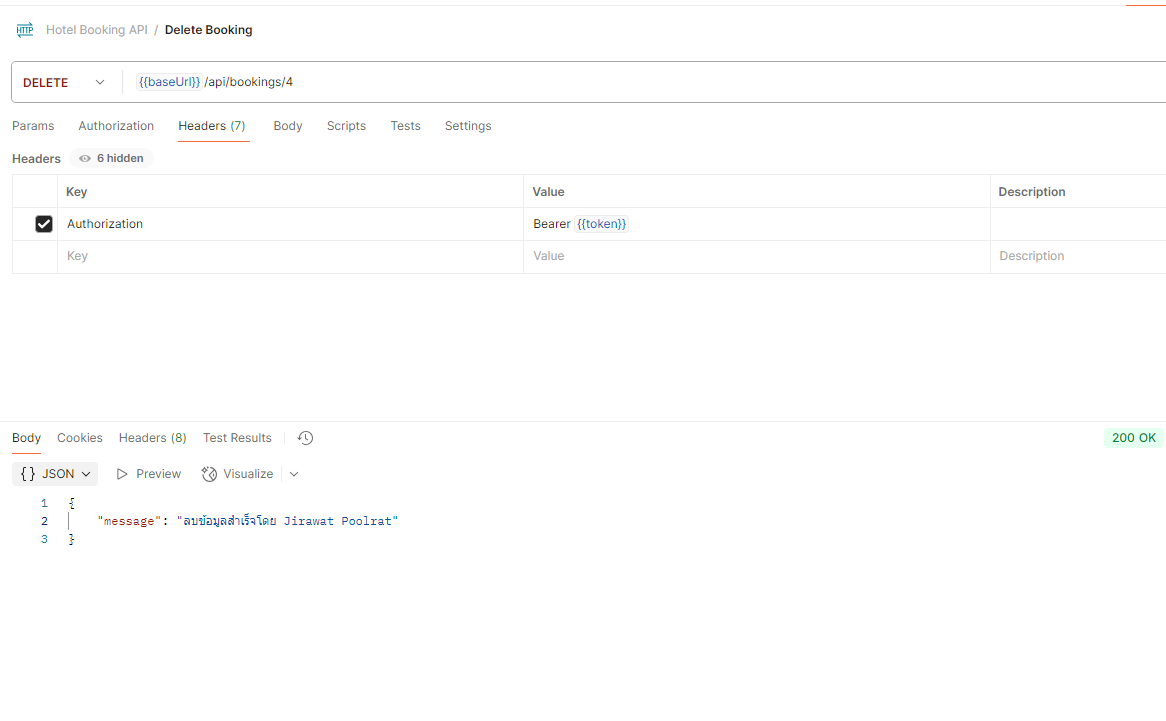 HTTP Hotel Booking API / Delete Booking
DELETE {{baseUrl}} /api/bookings/4
Params Authorization Headers (7) Body Scripts Tests Settings
Headers 6 hidden
Key Value Description
Authorization Bearer {{token}}
Key Value Description
Body Cookies Headers (8) Test Results 200 OK
{} JSON Preview Visualize
1 {
2 "message": "ลบข้อมูลสำเร็จโดย Jirawat Poolrat"
3 }